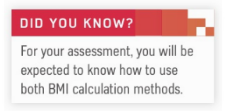 DID YOU KNOW?
For your assessment, you will be
expected to know how to use
both BMI calculation methods.